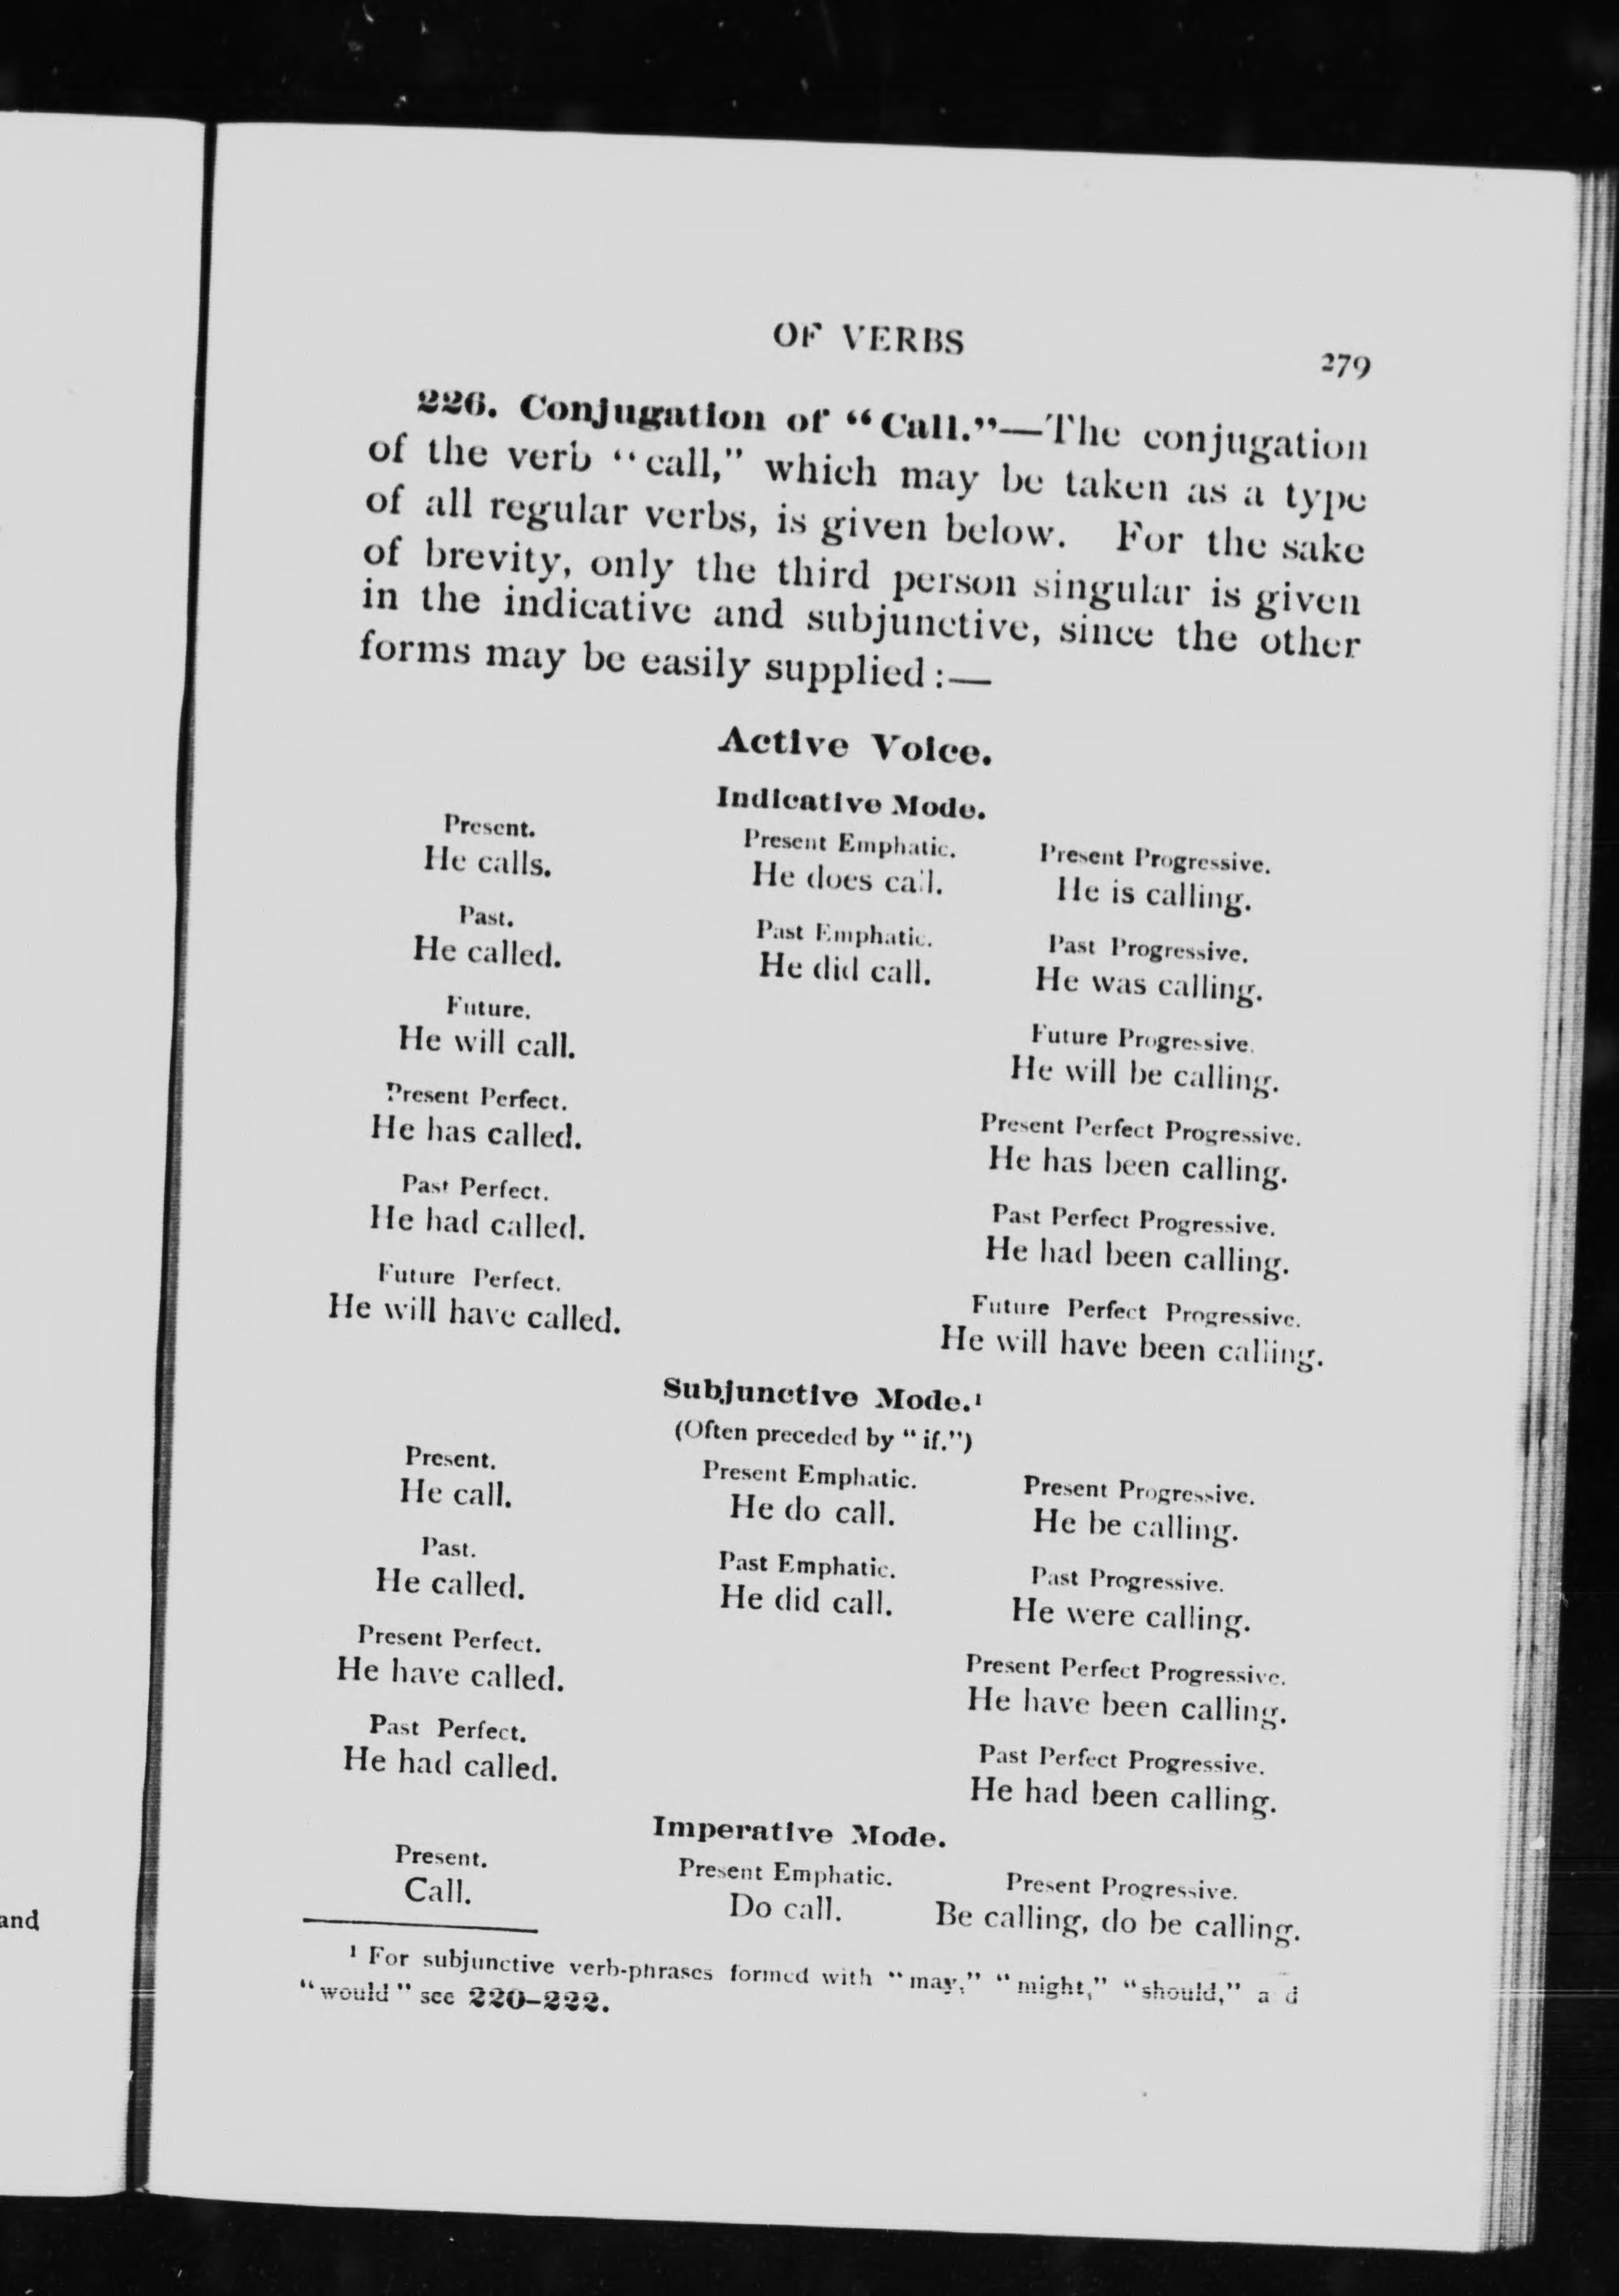 OF VERBS
279
226. Conjugation of "Call."—The conjugation
of the verb "call," which may be taken as a type
of all regular verbs, is given below. For the sake
of brevity, only the third person singular is given
in the indicative and subjunctive, since the other
forms may be easily supplied :—
Active Voice.
Indicative Mode.
Present. Present Emphatic. Present Progressive.
He calls. He does call. He is calling.
Past. Past Emphatic. Past Progressive.
He called. He did call. He was calling.
Future. Future Progressive.
He will call. He will be calling.
Present Perfect. Present Perfect Progressive.
He has called. He has been calling.
Past Perfect. Past Perfect Progressive.
He had called. He had been calling.
Future Perfect. Future Perfect Progressive.
He will have called. He will have been calling.
Subjunctive Mode.¹
(Often preceded by "if.")
Present. Present Emphatic. Present Progressive.
He call. He do call. He be calling.
Past. Past Emphatic. Past Progressive.
He called. He did call. He were calling.
Present Perfect. Present Perfect Progressive.
He have called. He have been calling.
Past Perfect. Past Perfect Progressive.
He had called. He had been calling.
Imperative Mode.
Present. Present Emphatic. Present Progressive.
Call. Do call. Be calling, do be calling.
¹ For subjunctive verb-phrases formed with "may," "might," "should," a d
"would" see 220–222.
and